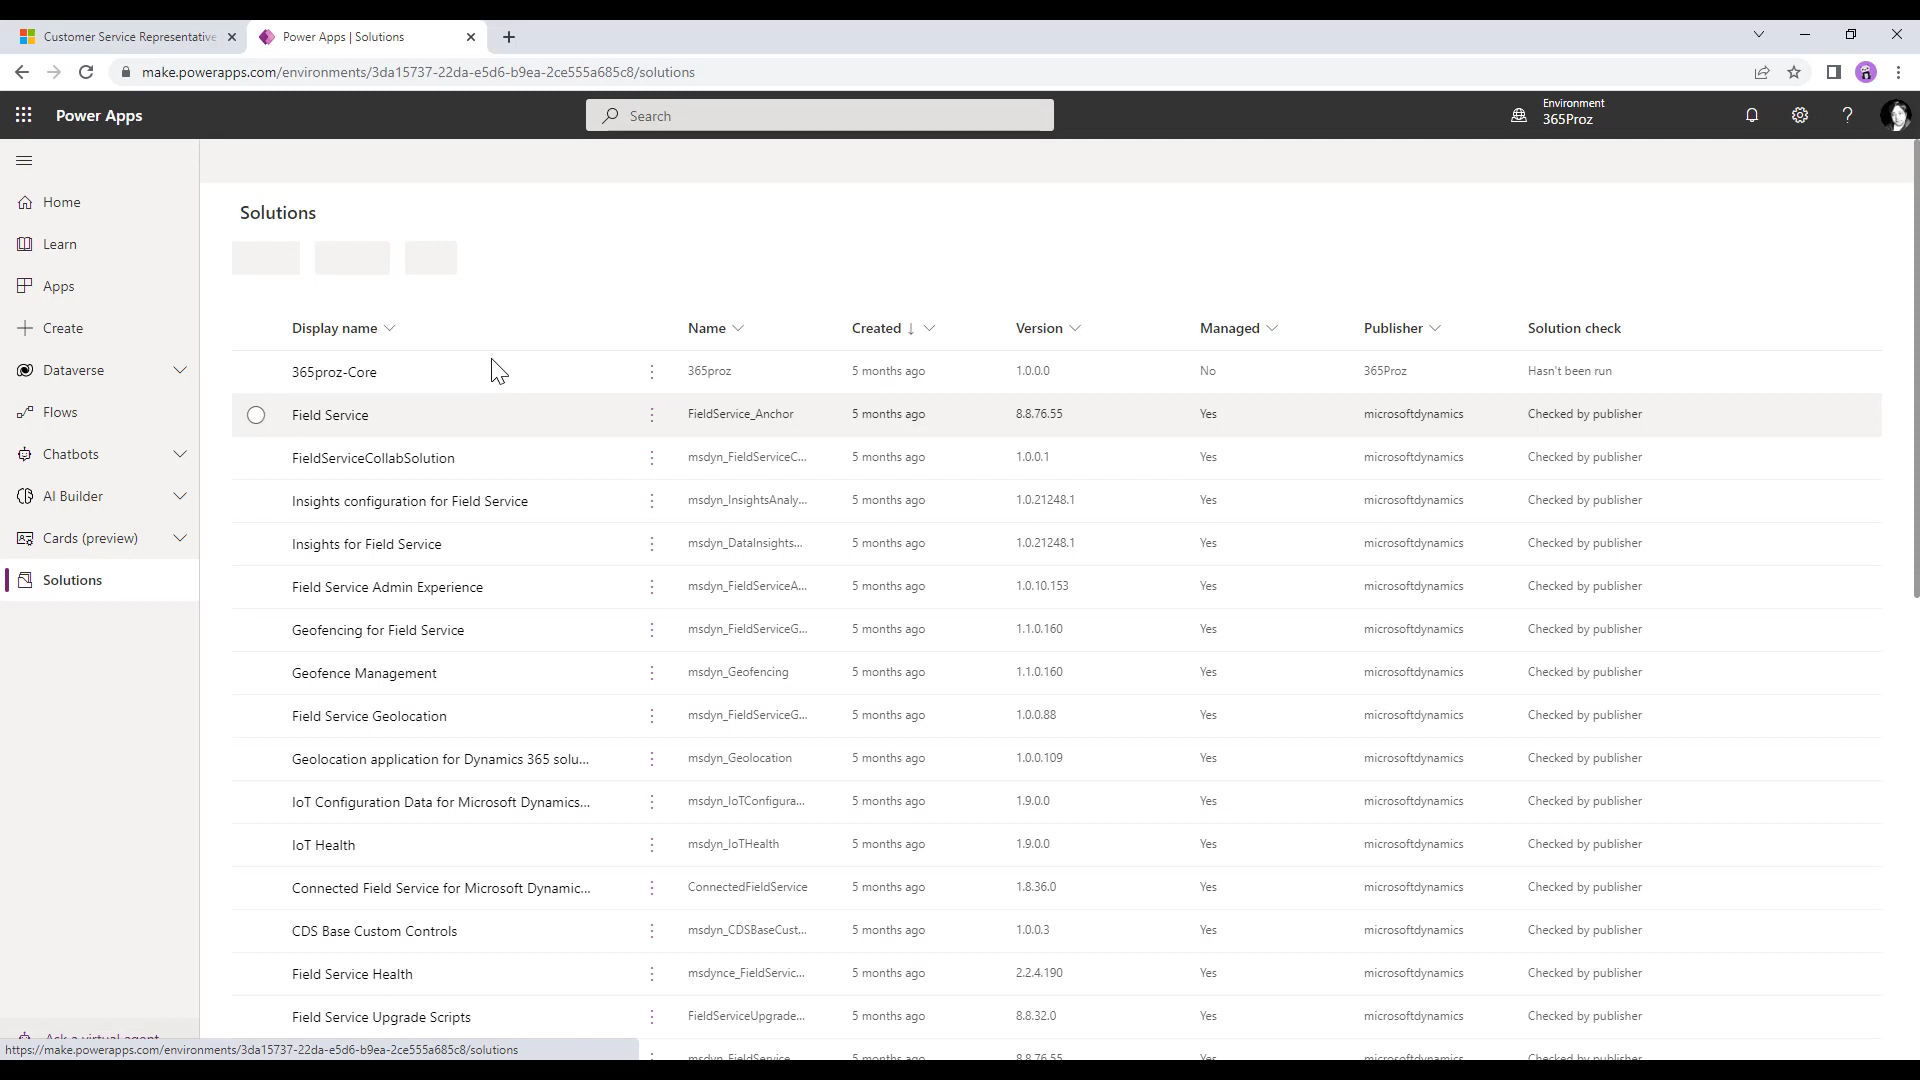 Customer Service Representative
Power Apps | Solutions
make.powerapps.com/environments/3da15737-22da-e5d6-b9ea-2ce555a685c8/solutions
Power Apps
Search
Environment
365Proz
Home
Learn
Apps
Create
Dataverse
Flows
Chatbots
AI Builder
Cards (preview)
Solutions
Ask a virtual agent
Solutions
Display name Name Created ↓ Version Managed Publisher Solution check
365proz-Core 365proz 5 months ago 1.0.0.0 No 365Proz Hasn't been run
Field Service FieldService_Anchor 5 months ago 8.8.76.55 Yes microsoftdynamics Checked by publisher
FieldServiceCollabSolution msdyn_FieldServiceC... 5 months ago 1.0.0.1 Yes microsoftdynamics Checked by publisher
Insights configuration for Field Service msdyn_InsightsAnaly... 5 months ago 1.0.21248.1 Yes microsoftdynamics Checked by publisher
Insights for Field Service msdyn_DataInsights... 5 months ago 1.0.21248.1 Yes microsoftdynamics Checked by publisher
Field Service Admin Experience msdyn_FieldServiceA... 5 months ago 1.0.10.153 Yes microsoftdynamics Checked by publisher
Geofencing for Field Service msdyn_FieldServiceG... 5 months ago 1.1.0.160 Yes microsoftdynamics Checked by publisher
Geofence Management msdyn_Geofencing 5 months ago 1.1.0.160 Yes microsoftdynamics Checked by publisher
Field Service Geolocation msdyn_FieldServiceG... 5 months ago 1.0.0.88 Yes microsoftdynamics Checked by publisher
Geolocation application for Dynamics 365 solu... msdyn_Geolocation 5 months ago 1.0.0.109 Yes microsoftdynamics Checked by publisher
IoT Configuration Data for Microsoft Dynamics... msdyn_IoTConfigura... 5 months ago 1.9.0.0 Yes microsoftdynamics Checked by publisher
IoT Health msdyn_IoTHealth 5 months ago 1.9.0.0 Yes microsoftdynamics Checked by publisher
Connected Field Service for Microsoft Dynamic... ConnectedFieldService 5 months ago 1.8.36.0 Yes microsoftdynamics Checked by publisher
CDS Base Custom Controls msdyn_CDSBaseCust... 5 months ago 1.0.0.3 Yes microsoftdynamics Checked by publisher
Field Service Health msdynce_FieldServic... 5 months ago 2.2.4.190 Yes microsoftdynamics Checked by publisher
Field Service Upgrade Scripts FieldServiceUpgrade... 5 months ago 8.8.32.0 Yes microsoftdynamics Checked by publisher
msdyn_FieldService 5 months ago 8.8.76.55 Yes microsoftdynamics Checked by publisher
https://make.powerapps.com/environments/3da15737-22da-e5d6-b9ea-2ce555a685c8/solutions